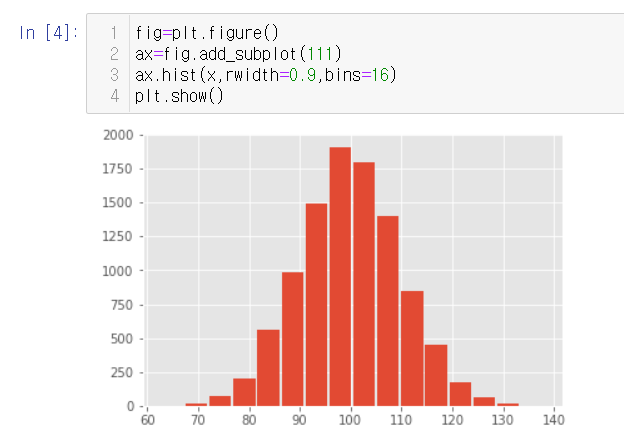 In [4]:
1 fig=plt.figure()
2 ax=fig.add_subplot(111)
3 ax.hist(x,rwidth=0.9,bins=16)
4 plt.show()
2000
1750
1500
1250
1000
750
500
250
0
60 70 80 90 100 110 120 130 140